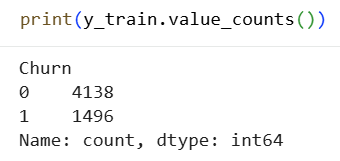 print(y_train.value_counts())
Churn
0    4138
1    1496
Name: count, dtype: int64